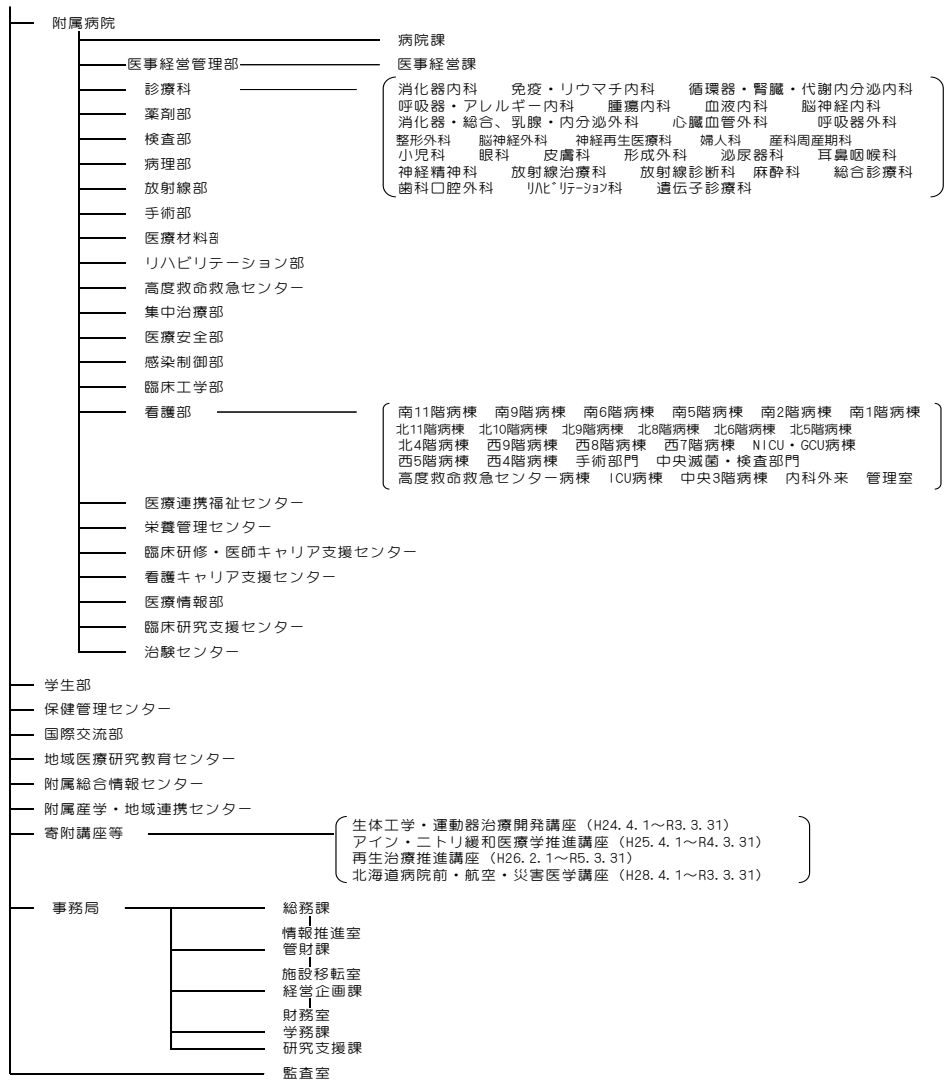 附属病院
病院課
医事経営管理部 医事経営課
診療科 消化器内科 免疫・リウマチ内科 循環器・腎臓・代謝内分泌内科
呼吸器・アレルギー内科 腫瘍内科 血液内科 脳神経内科
薬剤部
消化器・総合、乳腺・内分泌外科 心臓血管外科 呼吸器外科
検査部
整形外科 脳神経外科 神経再生医療科 婦人科 産科周産期科
小児科 眼科 皮膚科 形成外科 泌尿器科 耳鼻咽喉科
病理部
神経精神科 放射線治療科 放射線診断科 麻酔科 総合診療科
放射線部 歯科口腔外科 ﾘﾊﾋﾞﾘﾃｰｼｮﾝ科 遺伝子診療科
手術部
医療材料部
リハビリテーション部
高度救命救急センター
集中治療部
医療安全部
感染制御部
臨床工学部
看護部 南11階病棟 南9階病棟 南6階病棟 南5階病棟 南2階病棟 南1階病棟
北11階病棟 北10階病棟 北9階病棟 北8階病棟 北6階病棟 北5階病棟
北4階病棟 西9階病棟 西8階病棟 西7階病棟 NICU・GCU病棟
西5階病棟 西4階病棟 手術部門 中央滅菌・検査部門
高度救命救急センター病棟 ICU病棟 中央3階病棟 内科外来 管理室
医療連携福祉センター
栄養管理センター
臨床研修・医師キャリア支援センター
看護キャリア支援センター
医療情報部
臨床研究支援センター
治験センター
学生部
保健管理センター
国際交流部
地域医療研究教育センター
附属総合情報センター
附属産学・地域連携センター
寄附講座等 生体工学・運動器治療開発講座（H24.4.1～R3.3.31）
アイン・ニトリ緩和医療学推進講座（H25.4.1～R4.3.31）
再生治療推進講座（H26.2.1～R5.3.31）
北海道病院前・航空・災害医学講座（H28.4.1～R3.3.31）
事務局 総務課
情報推進室
管財課
施設移転室
経営企画課
財務室
学務課
研究支援課
監査室